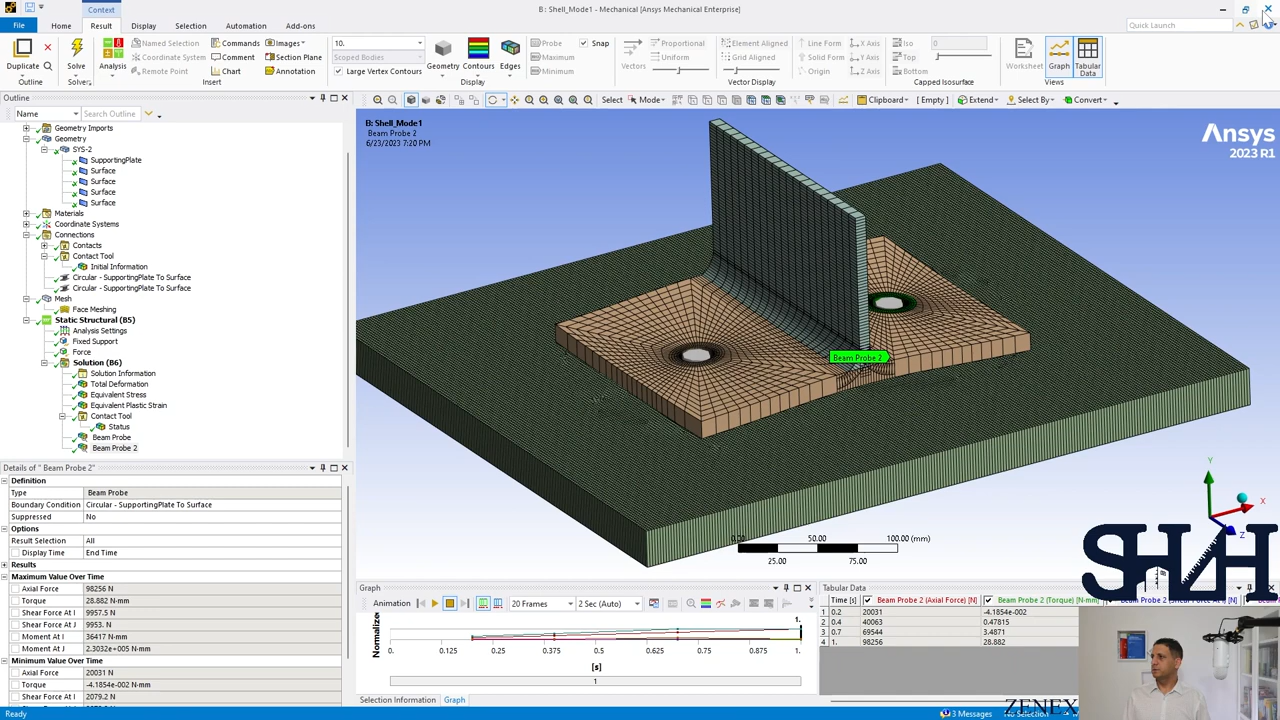 B: Shell_Mode1 - Mechanical [Ansys Mechanical Enterprise]
Context
File Home Result Display Selection Automation Add-ons
Quick Launch
Duplicate
Solve
Analysis
Named Selection
Coordinate System
Remote Point
Commands
Comment
Chart
Images
Section Plane
Annotation
10.
Scoped Bodies
Large Vertex Contours
Geometry
Contours
Edges
Probe
Maximum
Minimum
Snap
Vectors
Proportional
Uniform
Element Aligned
Grid Aligned
Line Form
Solid Form
X Axis
Y Axis
Z Axis
Iso
Top
Bottom
0
Worksheet
Graph
Tabular
Data
Outline Solver Insert Display Vector Display Capped Isosurface Views
Outline
Name Search Outline
Select Mode Clipboard [ Empty ] Extend Select By Convert
Geometry Imports
Geometry
SYS-2
SupportingPlate
Surface
Surface
Surface
Surface
Materials
Coordinate Systems
Connections
Contacts
Contact Tool
Initial Information
Circular - SupportingPlate To Surface
Circular - SupportingPlate To Surface
Mesh
Face Meshing
Static Structural (B5)
Analysis Settings
Fixed Support
Force
Solution (B6)
Solution Information
Total Deformation
Equivalent Stress
Equivalent Plastic Strain
Contact Tool
Status
Beam Probe
Beam Probe 2
Details of "Beam Probe 2"
Definition
Type Beam Probe
Boundary Condition Circular - SupportingPlate To Surface
Suppressed No
Options
Result Selection All
Display Time End Time
Results
Maximum Value Over Time
Axial Force 98256 N
Torque 28.882 N·mm
Shear Force At I 9957.5 N
Shear Force At J 9953. N
Moment At I 36417 N·mm
Moment At J 2.3032e+005 N·mm
Minimum Value Over Time
Axial Force 20031 N
Torque -4.1854e-002 N·mm
Shear Force At I 2079.2 N
B: Shell_Mode1
Beam Probe 2
6/23/2023 7:20 PM
Ansys
2023 R1
Beam Probe 2
0.00 50.00 100.00 (mm)
25.00 75.00
Y
X
Z
SHH
Graph
Animation 20 Frames 2 Sec (Auto)
Normalize
1.
0. 0.125 0.25 0.375 0.5 0.625 0.75 0.875 1.
[s]
1
Selection Information Graph
Tabular Data
Time [s] Beam Probe 2 (Axial Force) [N] Beam Probe 2 (Torque) [N·mm]
1 0.2 20031 -4.1854e-002
2 0.4 40063 0.47815
3 0.7 69544 3.4871
4 1. 98256 28.882
Ready
3 Messages
No Selection
ZENEX